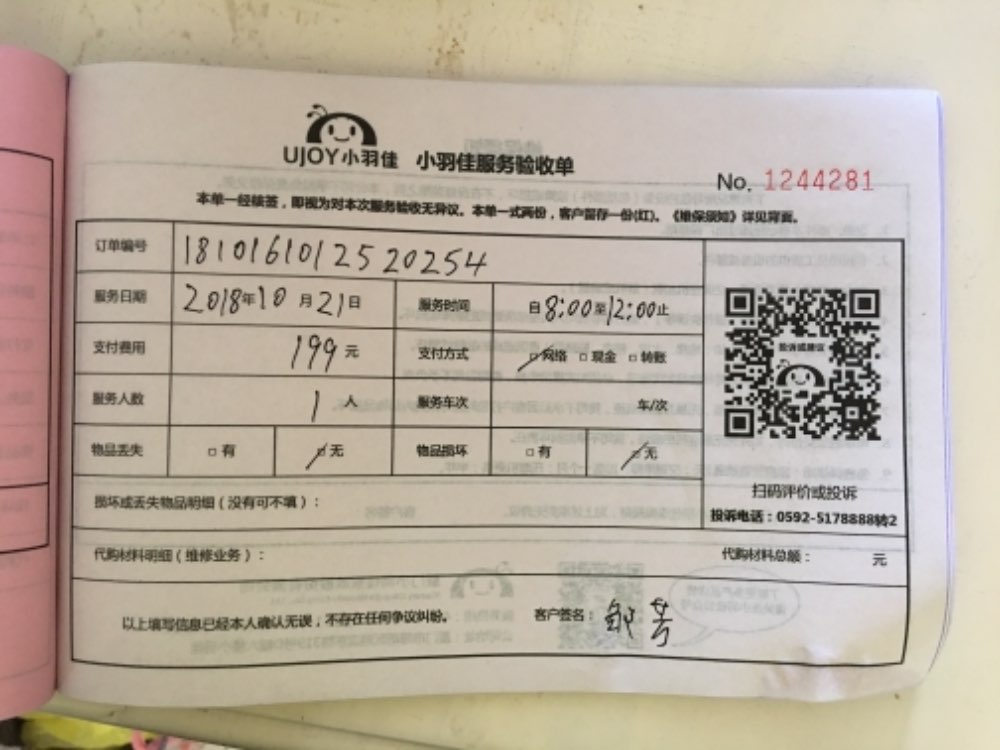 UJOY小羽佳 小羽佳服务验收单
No. 1244281
本单一经核签，即视为对本次服务验收无异议。本单一式两份，客户留存一份(红)。《维保须知》详见背面。
订单编号 181016101252 0254
服务日期 2018年10月21日 服务时间 自8:00至12:00止
支付费用 199元 支付方式 □网络 □现金 □转账
服务人数 1人 服务车次 车/次
物品丢失 □有 □无 物品损坏 □有 □无
投诉或建议
扫码评价或投诉
投诉电话：0592-5178888转2
损坏或丢失物品明细（没有可不填）：
代购材料明细（维修业务）： 代购材料总额： 元
以上填写信息已经本人确认无误，不存在任何争议纠纷。 客户签名：